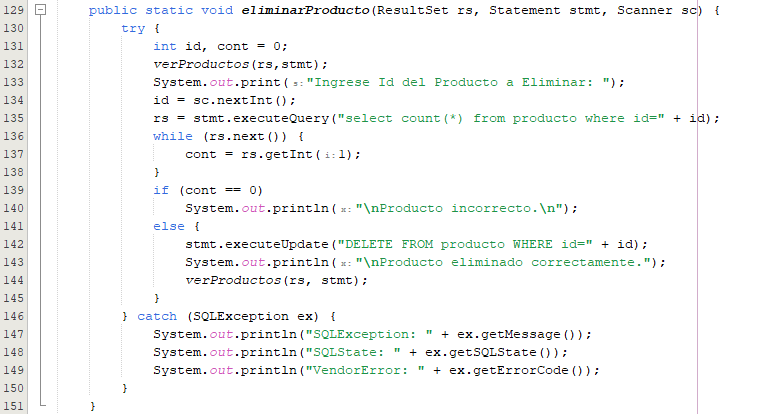 129 public static void eliminarProducto(ResultSet rs, Statement stmt, Scanner sc) {
130 try {
131 int id, cont = 0;
132 verProductos(rs,stmt);
133 System.out.print( s: "Ingrese Id del Producto a Eliminar: ");
134 id = sc.nextInt();
135 rs = stmt.executeQuery("select count(*) from producto where id=" + id);
136 while (rs.next()) {
137 cont = rs.getInt( i: 1);
138 }
139 if (cont == 0)
140 System.out.println( x: "\nProducto incorrecto.\n");
141 else {
142 stmt.executeUpdate("DELETE FROM producto WHERE id=" + id);
143 System.out.println( x: "\nProducto eliminado correctamente.");
144 verProductos(rs, stmt);
145 }
146 } catch (SQLException ex) {
147 System.out.println("SQLException: " + ex.getMessage());
148 System.out.println("SQLState: " + ex.getSQLState());
149 System.out.println("VendorError: " + ex.getErrorCode());
150 }
151 }